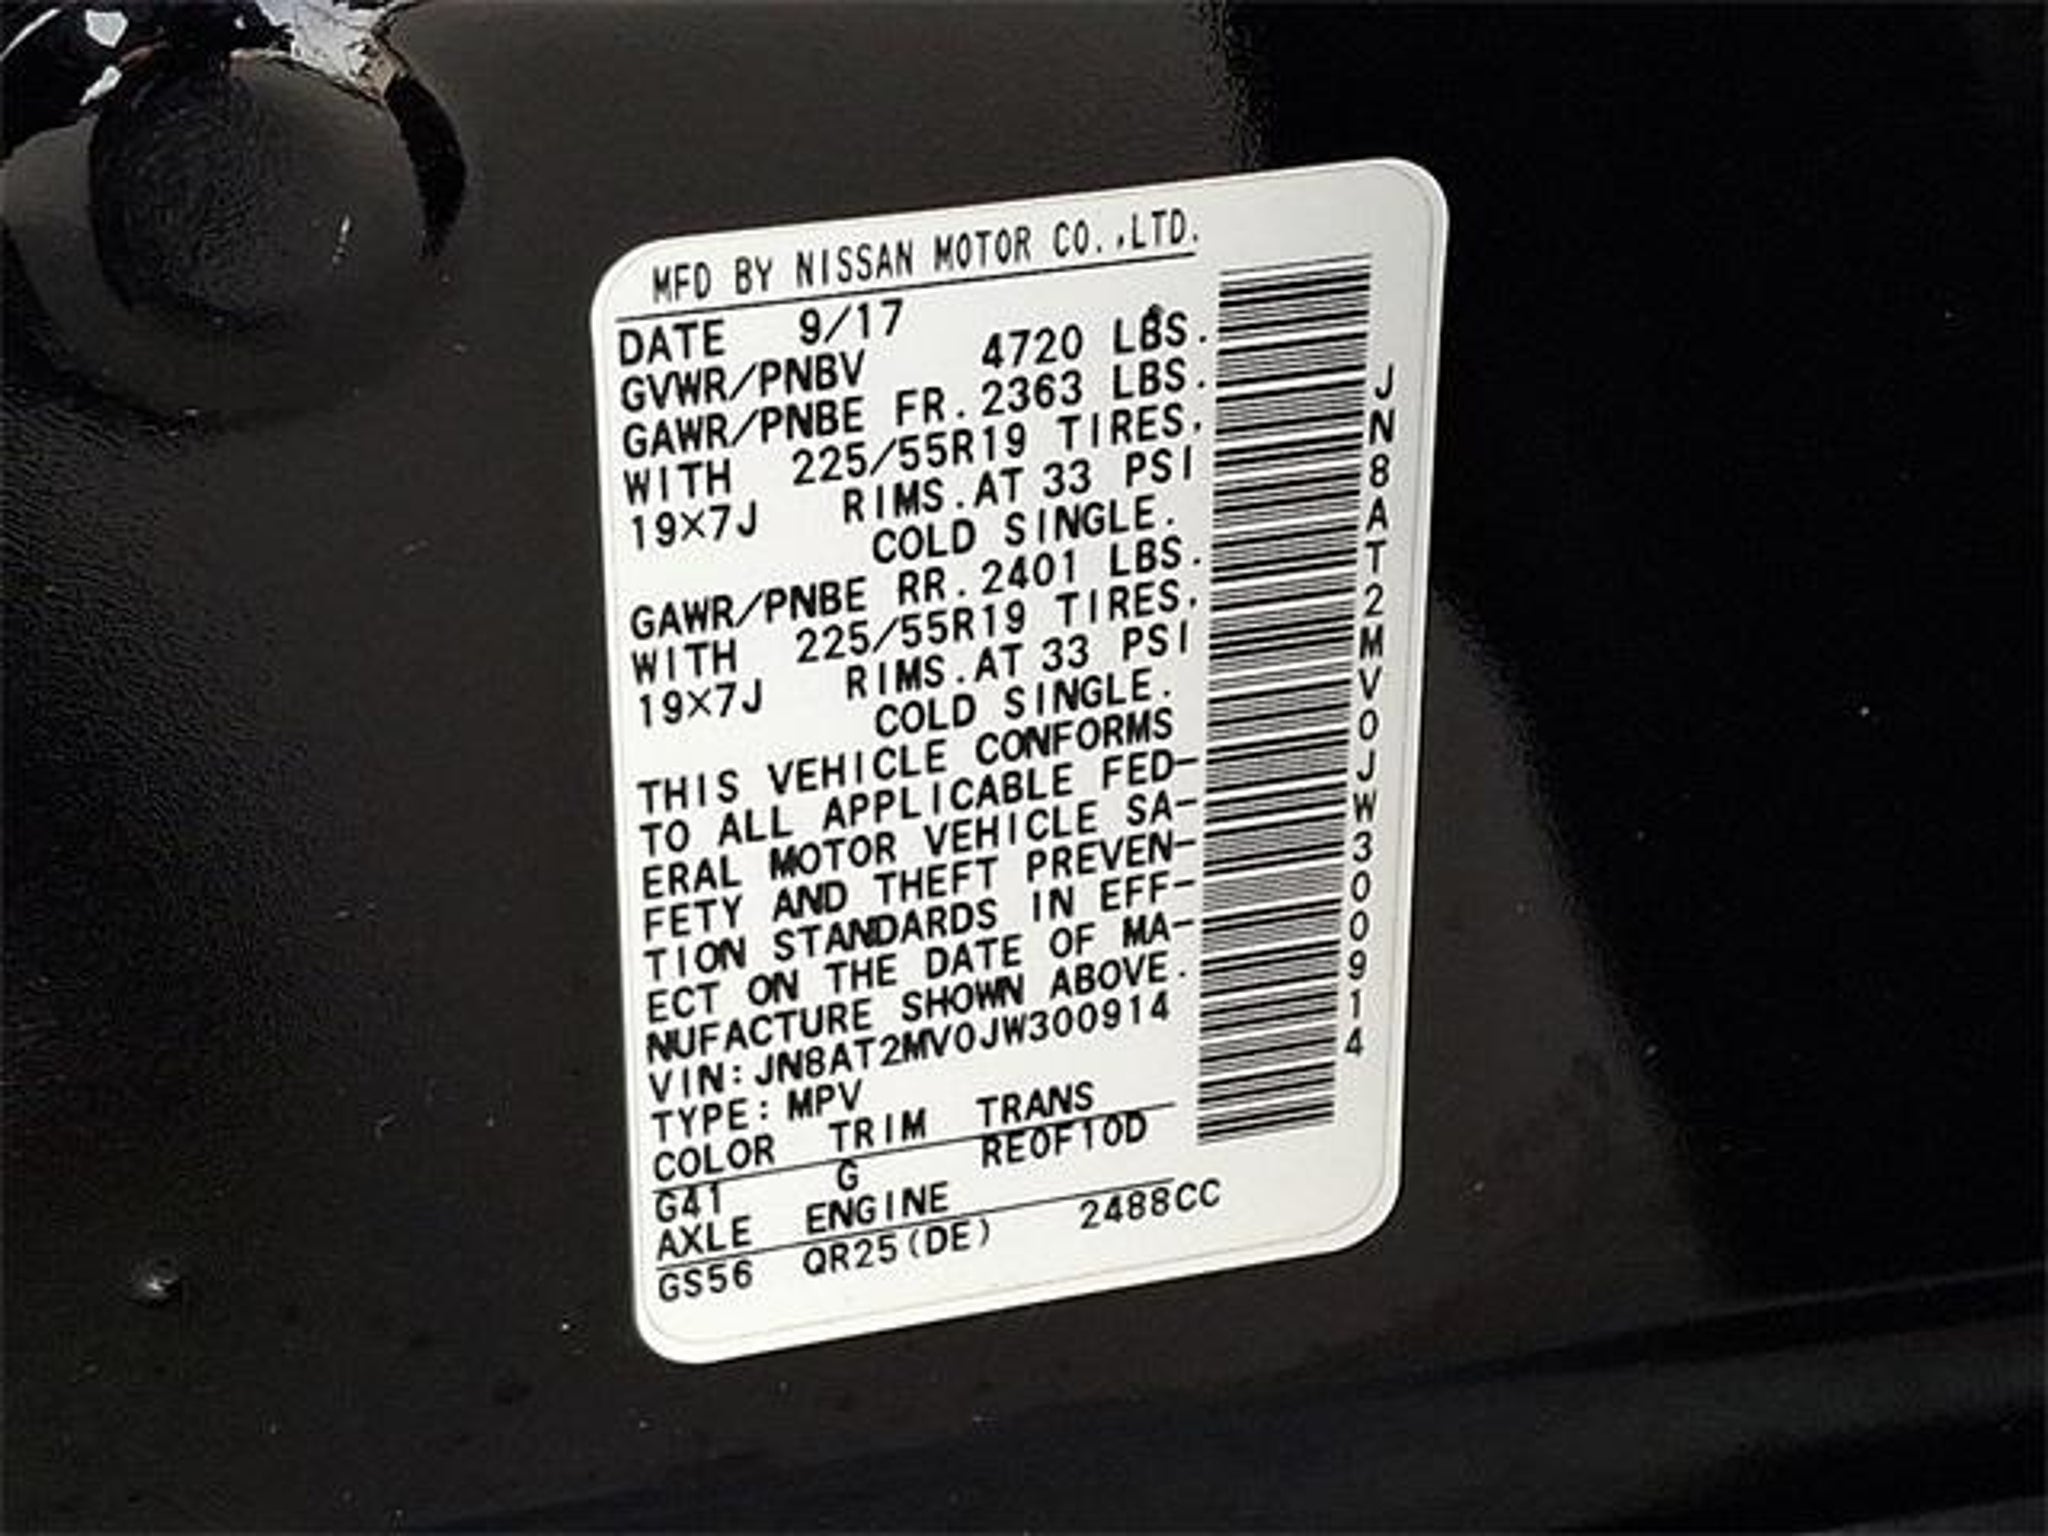 MFD BY NISSAN MOTOR CO.,LTD.
DATE 9/17
GVWR/PNBV 4720 LBS.
GAWR/PNBE FR. 2363 LBS.
WITH 225/55R19 TIRES,
19×7J RIMS.AT 33 PSI
COLD SINGLE.
GAWR/PNBE RR. 2401 LBS.
WITH 225/55R19 TIRES,
19×7J RIMS.AT 33 PSI
COLD SINGLE.
THIS VEHICLE CONFORMS
TO ALL APPLICABLE FED-
ERAL MOTOR VEHICLE SA-
FETY AND THEFT PREVEN-
TION STANDARDS IN EFF-
ECT ON THE DATE OF MA-
NUFACTURE SHOWN ABOVE.
VIN: JN8AT2MV0JW300914
TYPE: MPV
COLOR TRIM TRANS
G41 G RE0F10D
AXLE ENGINE
GS56 QR25(DE) 2488CC
JN8AT2MV0JW300914